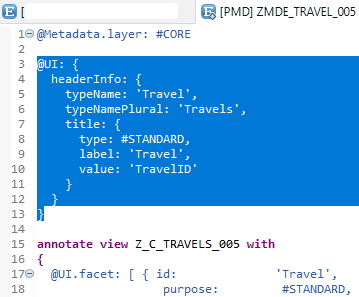 [
[PMD] ZMDE_TRAVEL_005
1 @Metadata.layer: #CORE
2
3 @UI: {
4 headerInfo: {
5 typeName: 'Travel',
6 typeNamePlural: 'Travels',
7 title: {
8 type: #STANDARD,
9 label: 'Travel',
10 value: 'TravelID'
11 }
12 }
13 }
14
15 annotate view Z_C_TRAVELS_005 with
16 {
17 @UI.facet: [ { id: 'Travel',
18 purpose: #STANDARD,